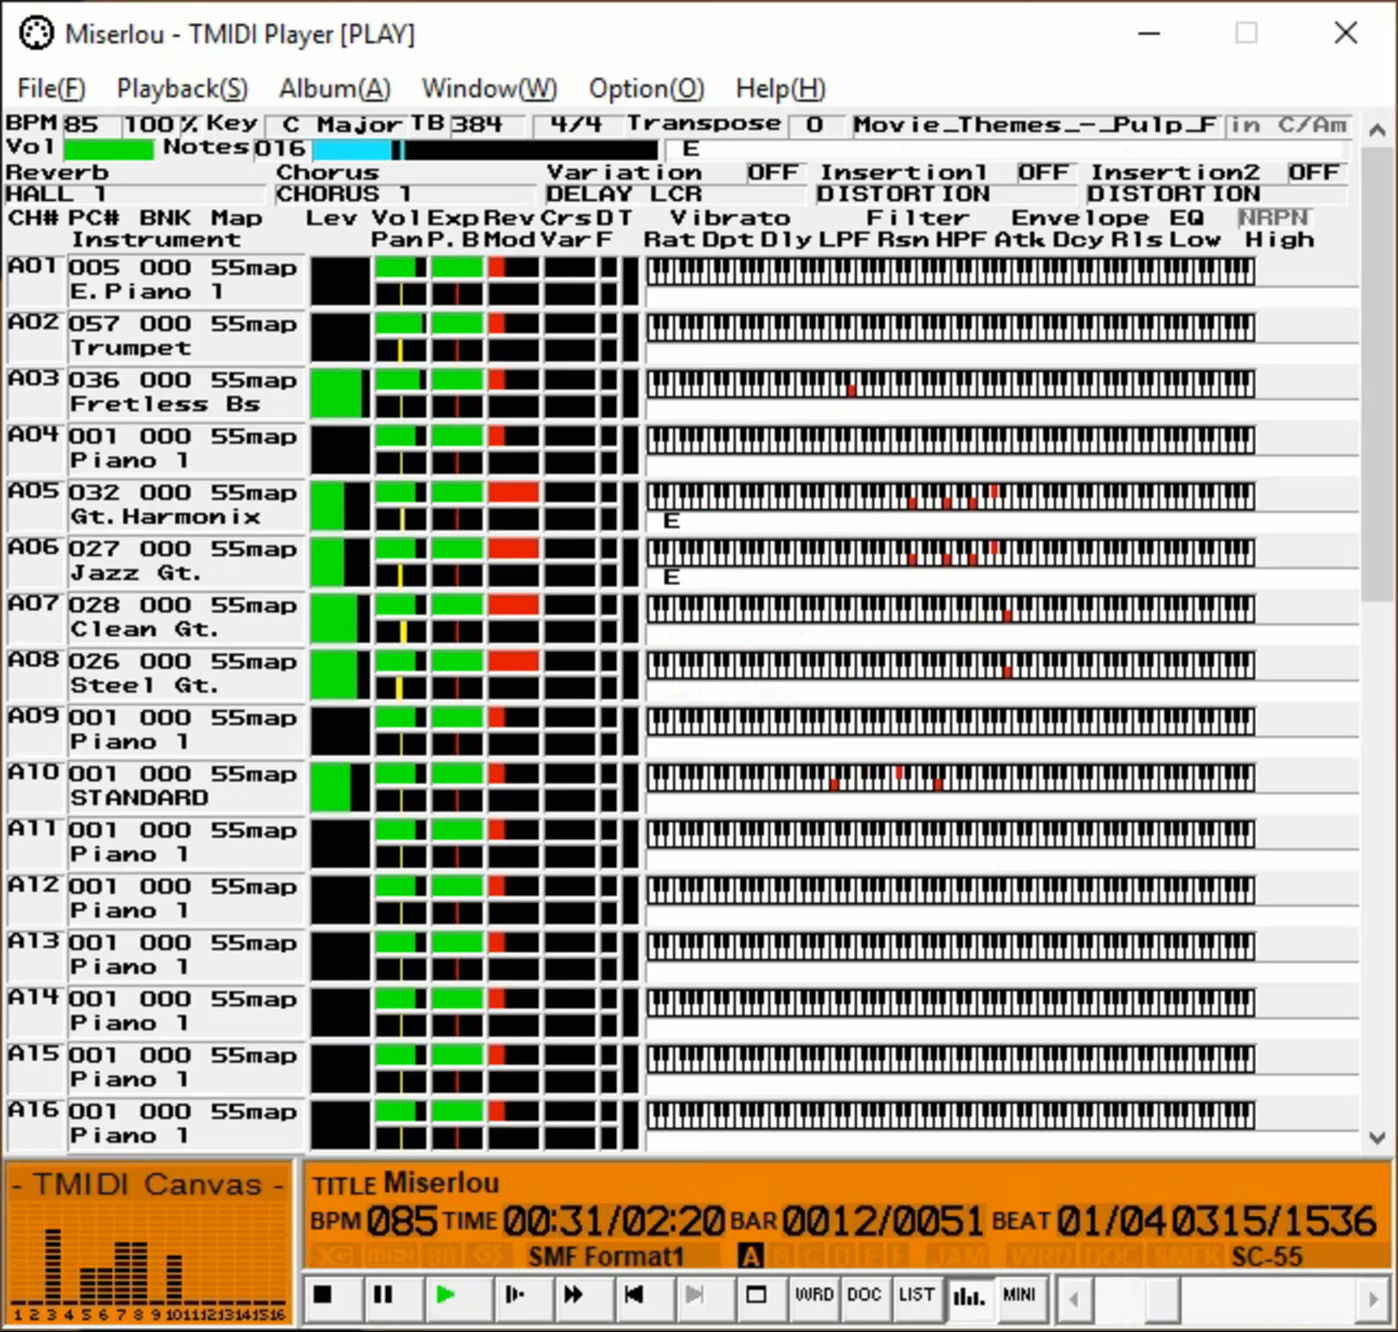 Miserlou - TMIDI Player [PLAY]
File(F) Playback(S) Album(A) Window(W) Option(O) Help(H)
BPM 85 100 % Key C Major TB 384 4/4 Transpose 0 Movie_Themes_-_Pulp_F in C/Am
Vol Notes 016 E
Reverb Chorus Variation OFF Insertion1 OFF Insertion2 OFF
HALL 1 CHORUS 1 DELAY LCR DISTORTION DISTORTION
CH# PC# BNK Map Lev Vol Exp Rev Crs D T Vibrato Filter Envelope EQ NRPN
Instrument Pan P.B Mod Var F Rat Dpt Dly LPF Rsn HPF Atk Dcy Rls Low High
A01 005 000 55map
E.Piano 1
A02 057 000 55map
Trumpet
A03 036 000 55map
Fretless Bs
A04 001 000 55map
Piano 1
A05 032 000 55map
Gt.Harmonix E
A06 027 000 55map
Jazz Gt. E
A07 028 000 55map
Clean Gt.
A08 026 000 55map
Steel Gt.
A09 001 000 55map
Piano 1
A10 001 000 55map
STANDARD
A11 001 000 55map
Piano 1
A12 001 000 55map
Piano 1
A13 001 000 55map
Piano 1
A14 001 000 55map
Piano 1
A15 001 000 55map
Piano 1
A16 001 000 55map
Piano 1
- TMIDI Canvas -
1 2 3 4 5 6 7 8 9 10 11 12 13 14 15 16
TITLE Miserlou
BPM 085 TIME 00:31/02:20 BAR 0012/0051 BEAT 01/04 0315/1536
XG MIDI GS SMF Format1 A B C D E F JAM WRD DOC SMFK SC-55
WRD DOC LIST MINI